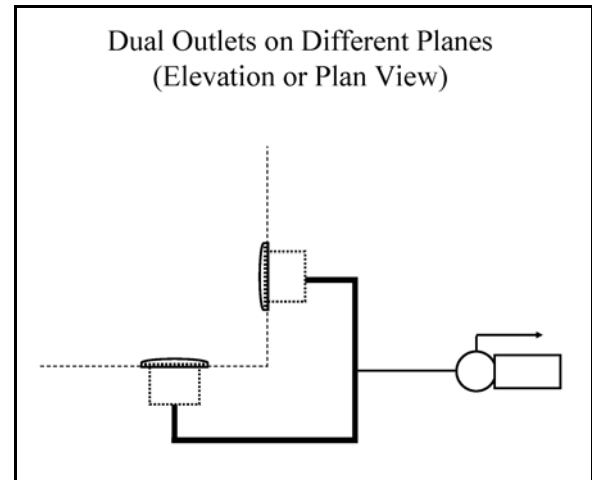 Dual Outlets on Different Planes
(Elevation or Plan View)